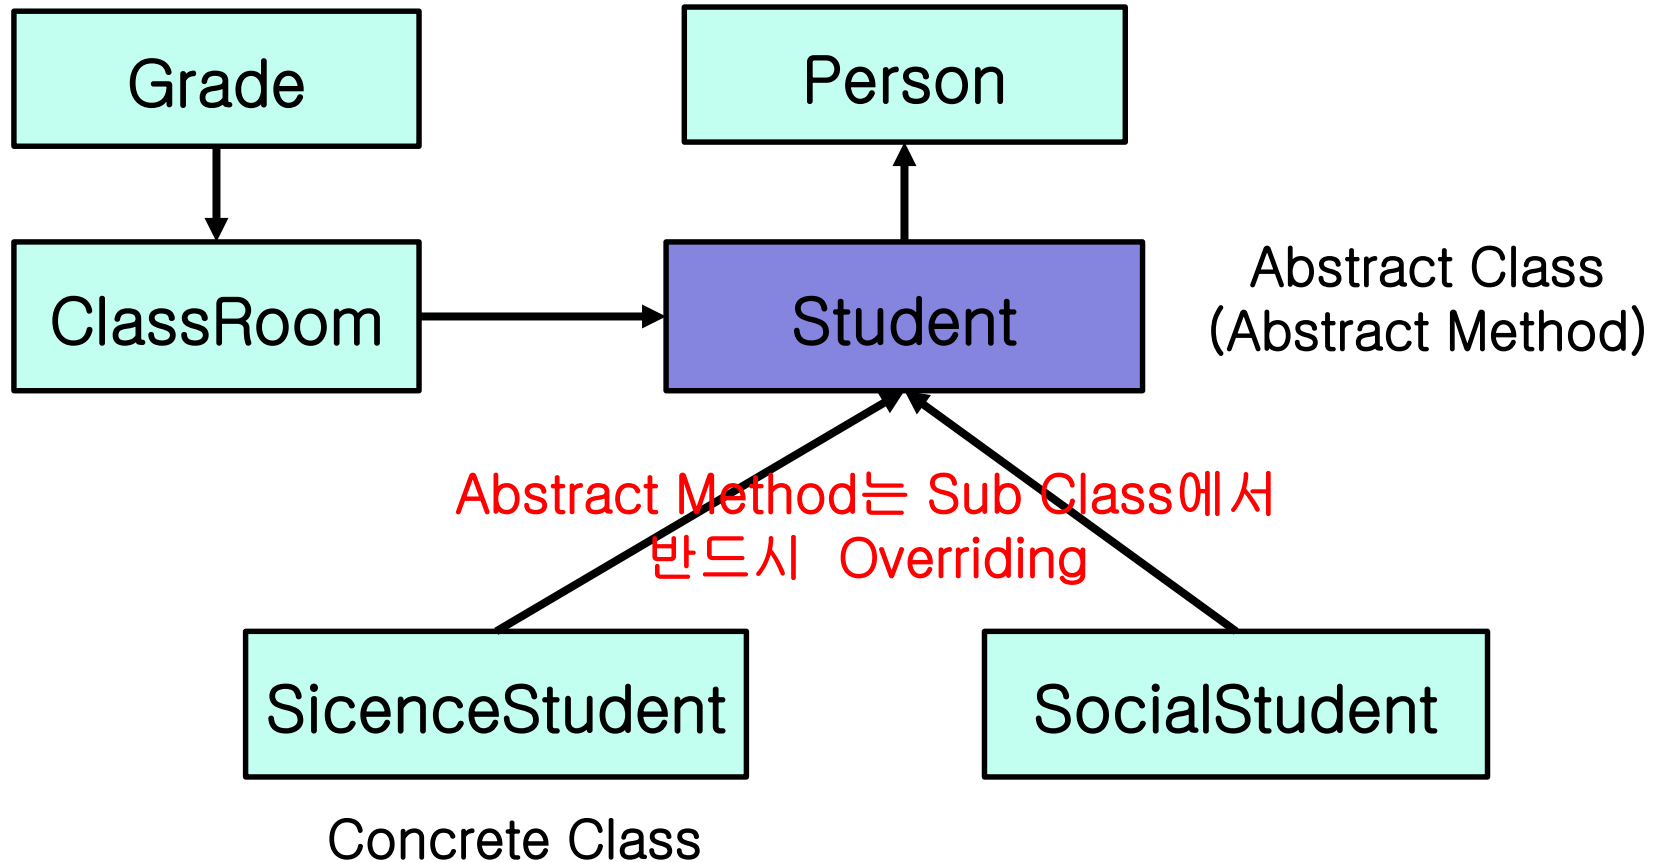 Grade
Person
ClassRoom
Student
Abstract Class
(Abstract Method)
Abstract Method는 Sub Class에서
반드시 Overriding
SicenceStudent
SocialStudent
Concrete Class